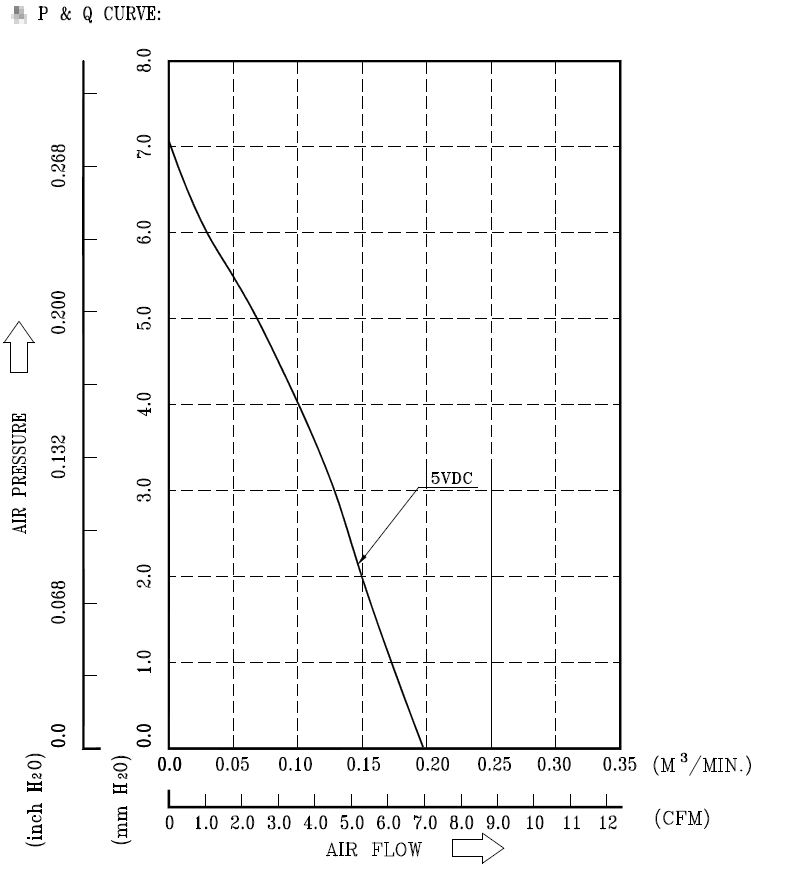 P & Q CURVE:
8.0
7.0
6.0
5.0
4.0
3.0
2.0
1.0
0.0
0.268
0.200
0.132
0.068
0.0
AIR PRESSURE
(inch H20)
(mm H20)
5VDC
0.0 0.05 0.10 0.15 0.20 0.25 0.30 0.35 (M³/MIN.)
0 1.0 2.0 3.0 4.0 5.0 6.0 7.0 8.0 9.0 10 11 12 (CFM)
AIR FLOW